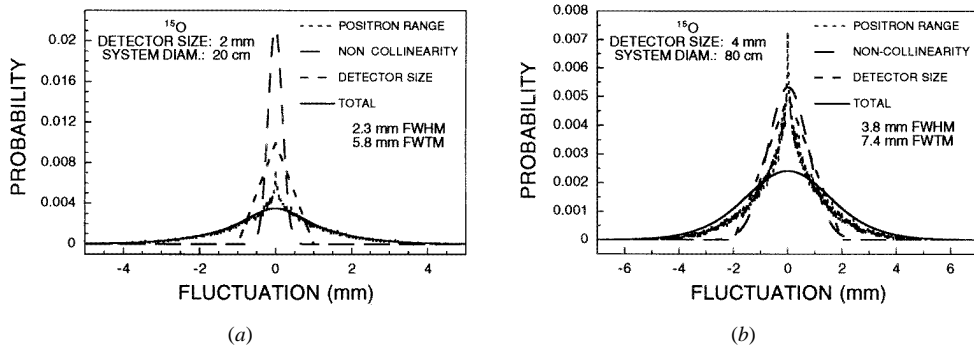 15O
DETECTOR SIZE: 2 mm
SYSTEM DIAM.: 20 cm
POSITRON RANGE
NON COLLINEARITY
DETECTOR SIZE
TOTAL
2.3 mm FWHM
5.8 mm FWTM
PROBABILITY
0.02
0.016
0.012
0.008
0.004
0
-4
-2
0
2
4
FLUCTUATION (mm)
(a)
15O
DETECTOR SIZE: 4 mm
SYSTEM DIAM.: 80 cm
POSITRON RANGE
NON-COLLINEARITY
DETECTOR SIZE
TOTAL
3.8 mm FWHM
7.4 mm FWTM
PROBABILITY
0.008
0.007
0.006
0.005
0.004
0.003
0.002
0.001
0
-6
-4
-2
0
2
4
6
FLUCTUATION (mm)
(b)